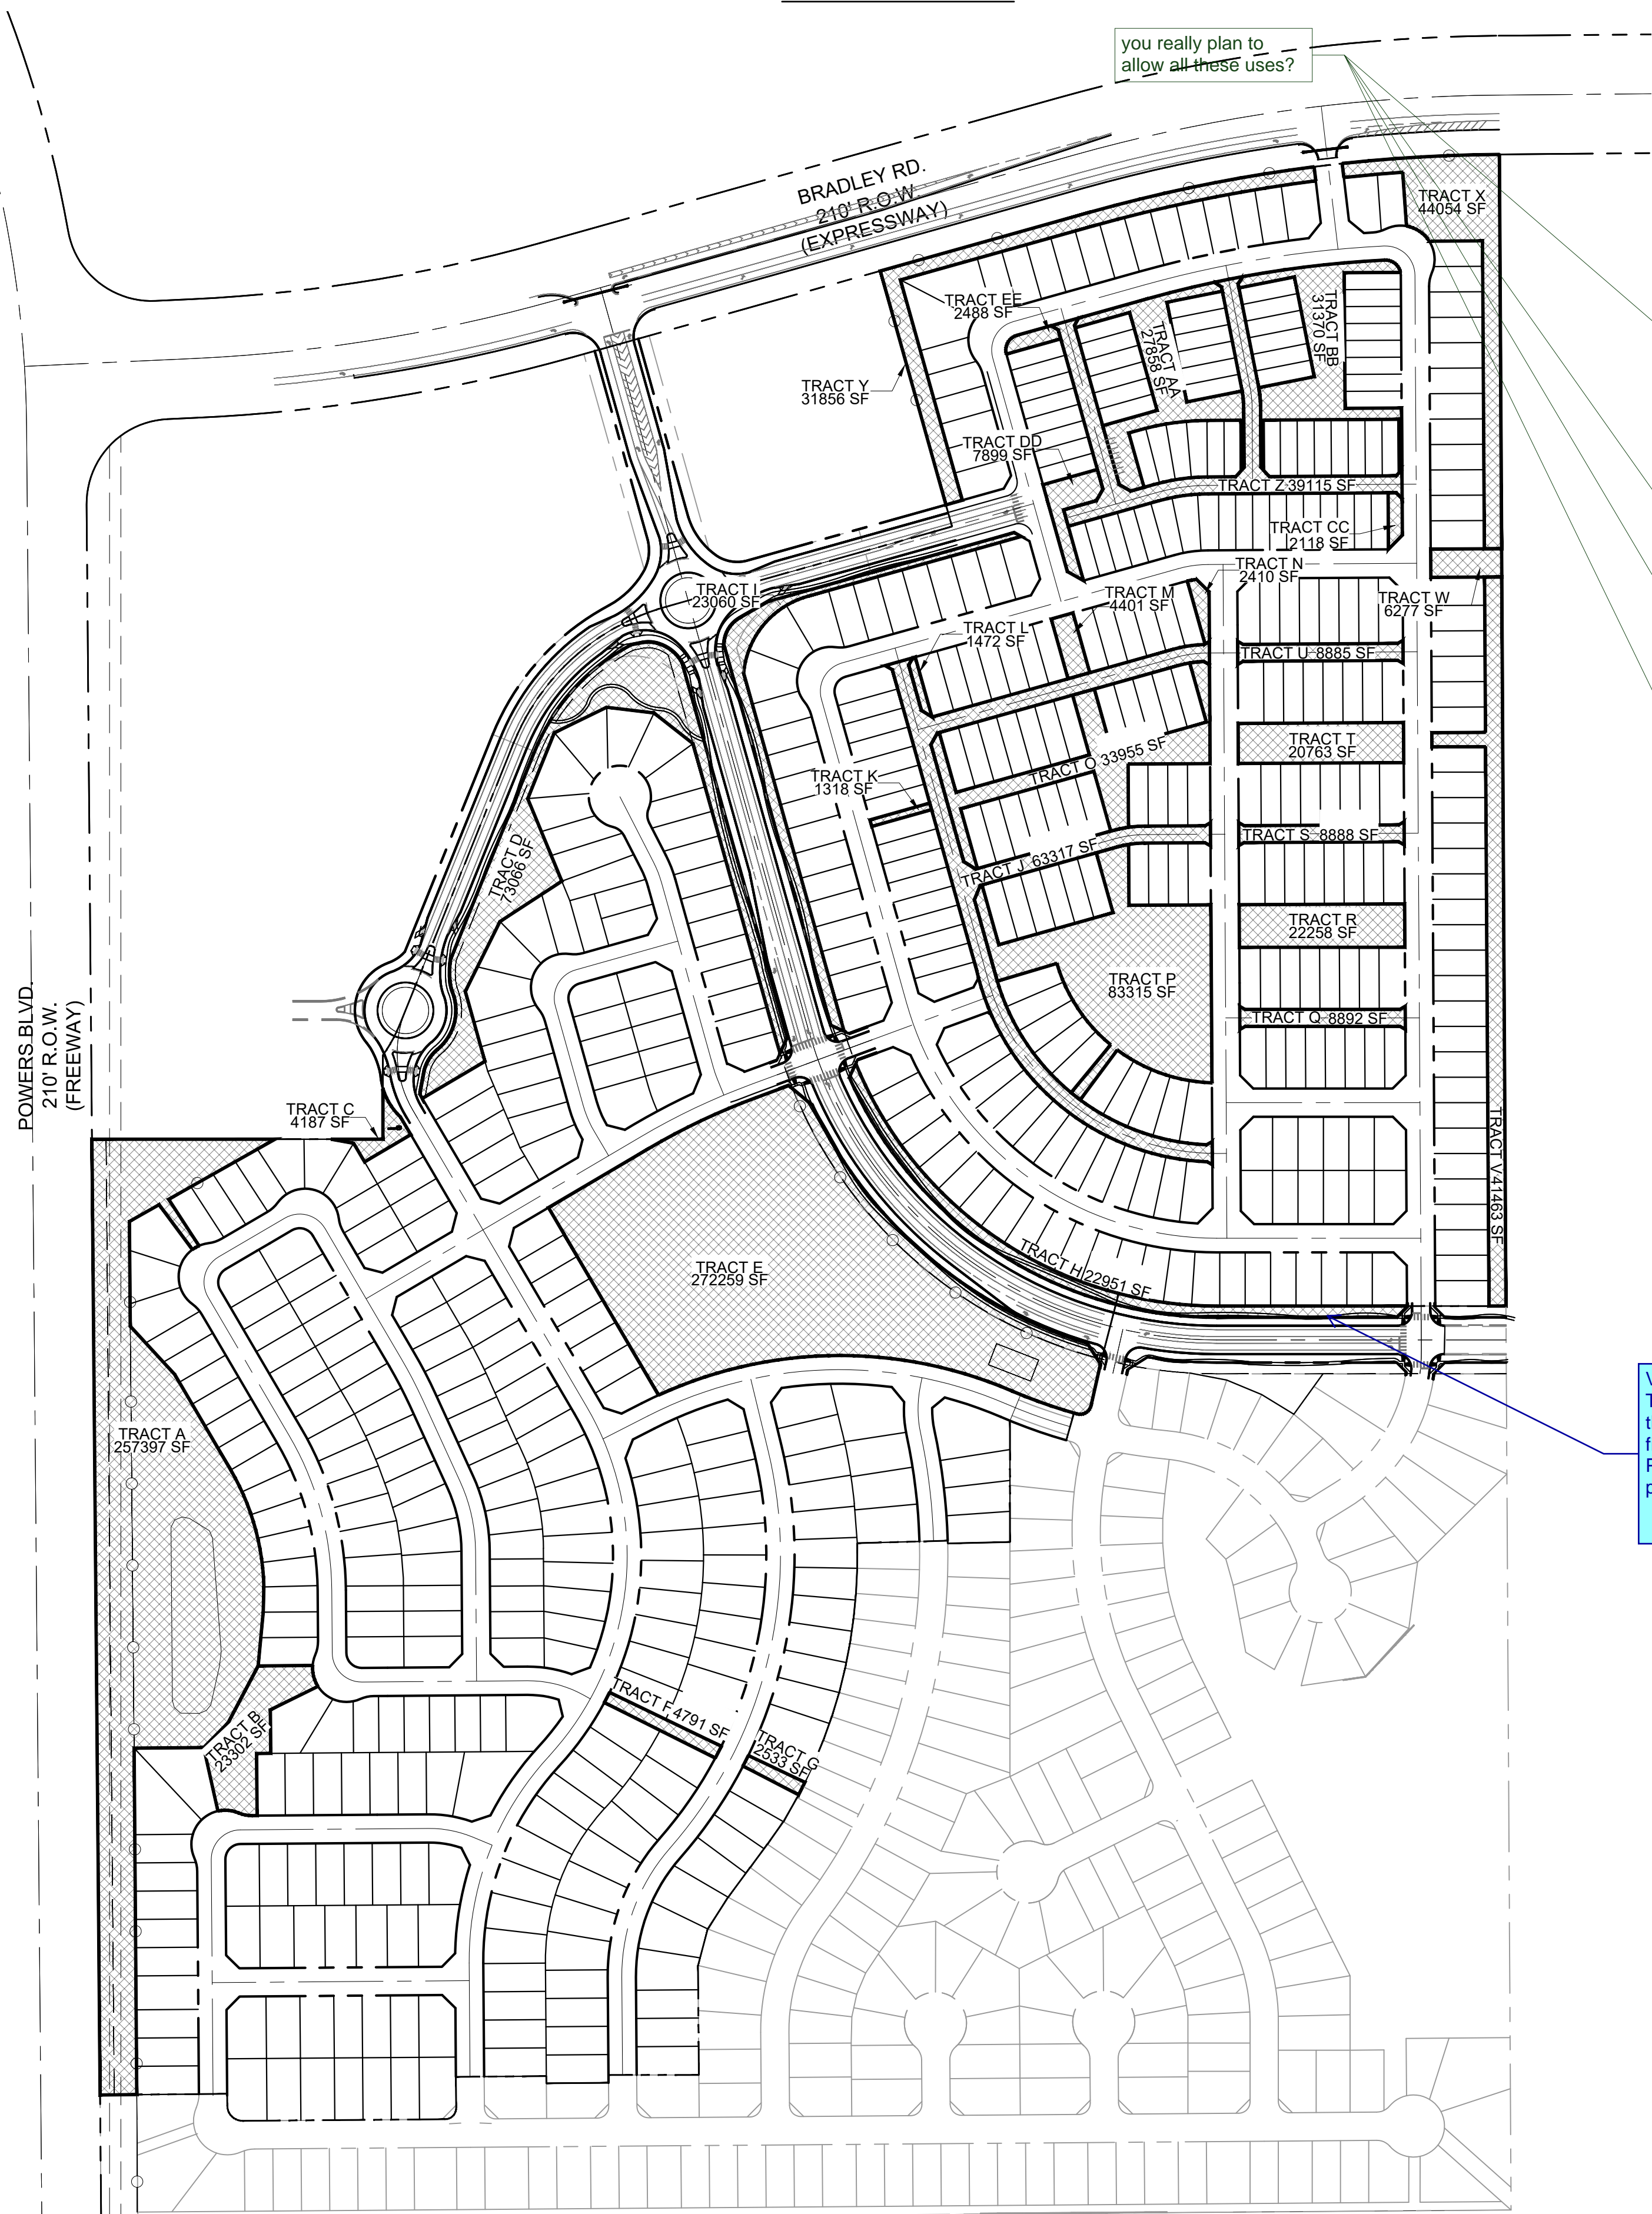 you really plan to
allow all these uses?
BRADLEY RD.
210' R.O.W
(EXPRESSWAY)
TRACT X
44054 SF
TRACT EE
2488 SF
TRACT AA
27858 SF
TRACT BB
31370 SF
TRACT Y
31856 SF
TRACT DD
7899 SF
TRACT Z 39115 SF
TRACT CC
2118 SF
TRACT N
2410 SF
TRACT I
23060 SF
TRACT M
4401 SF
TRACT W
6277 SF
TRACT L
1472 SF
TRACT U 8885 SF
TRACT T
20763 SF
TRACT O 33955 SF
TRACT K
1318 SF
TRACT S 8888 SF
TRACT D
73066 SF
TRACT J 63317 SF
TRACT R
22258 SF
TRACT P
83315 SF
TRACT Q 8892 SF
POWERS BLVD.
210' R.O.W.
(FREEWAY)
TRACT C
4187 SF
TRACT V 41463 SF
TRACT E
272259 SF
TRACT H 22951 SF
TRACT A
257397 SF
TRACT B
23302 SF
TRACT F 4791 SF
TRACT G
2533 SF